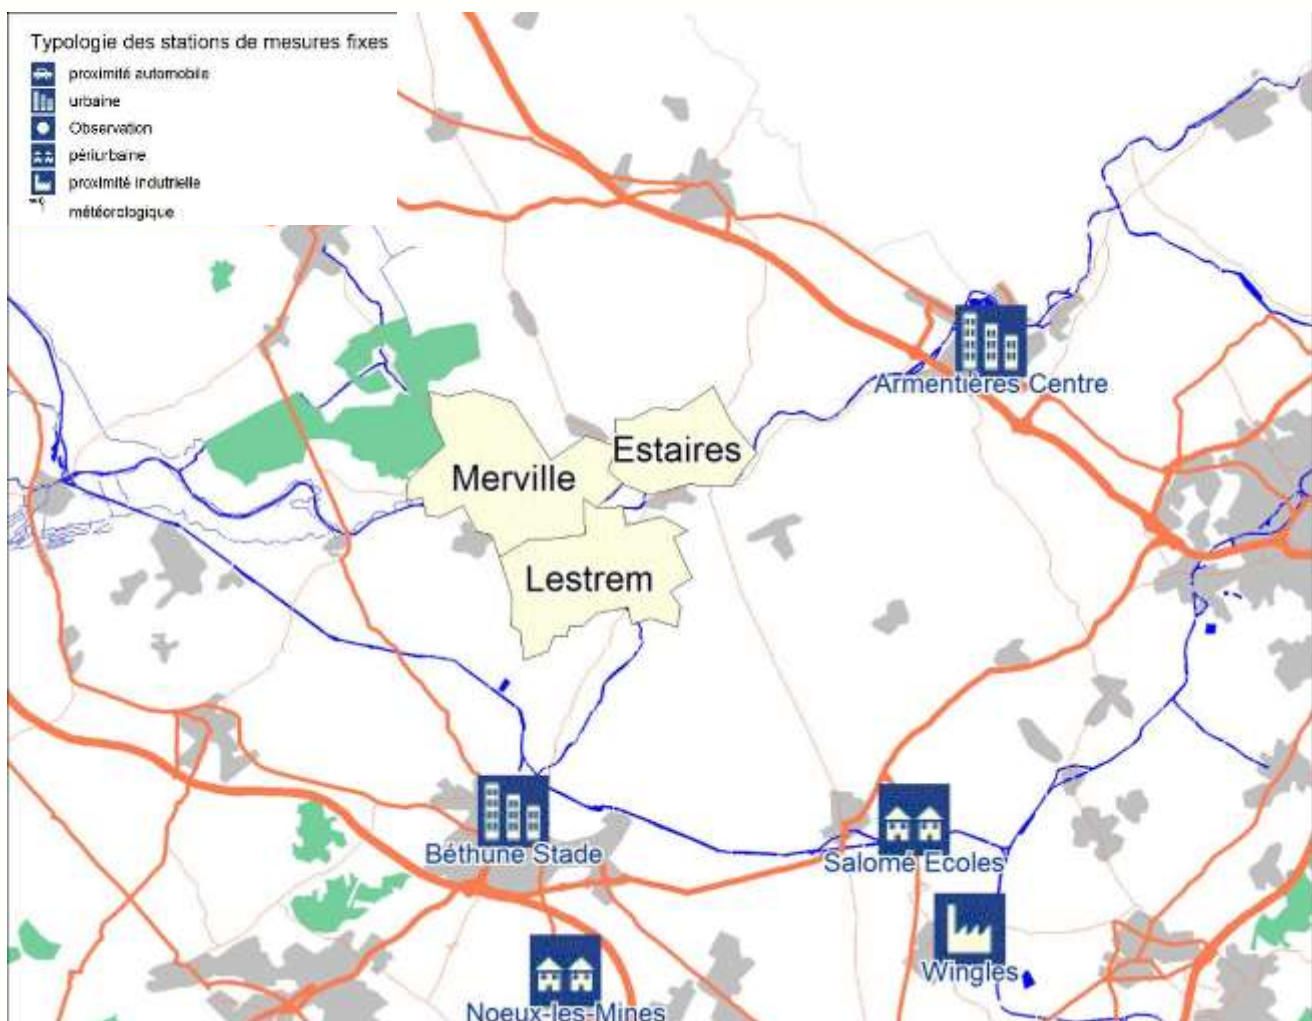 Typologie des stations de mesures fixes
proximité automobile
urbaine
Observation
périurbaine
proximité indutrielle
météorologique
Armentières Centre
Estaires
Merville
Lestrem
Béthune Stade
Salomé Ecoles
Wingles
Noeux-les-Mines